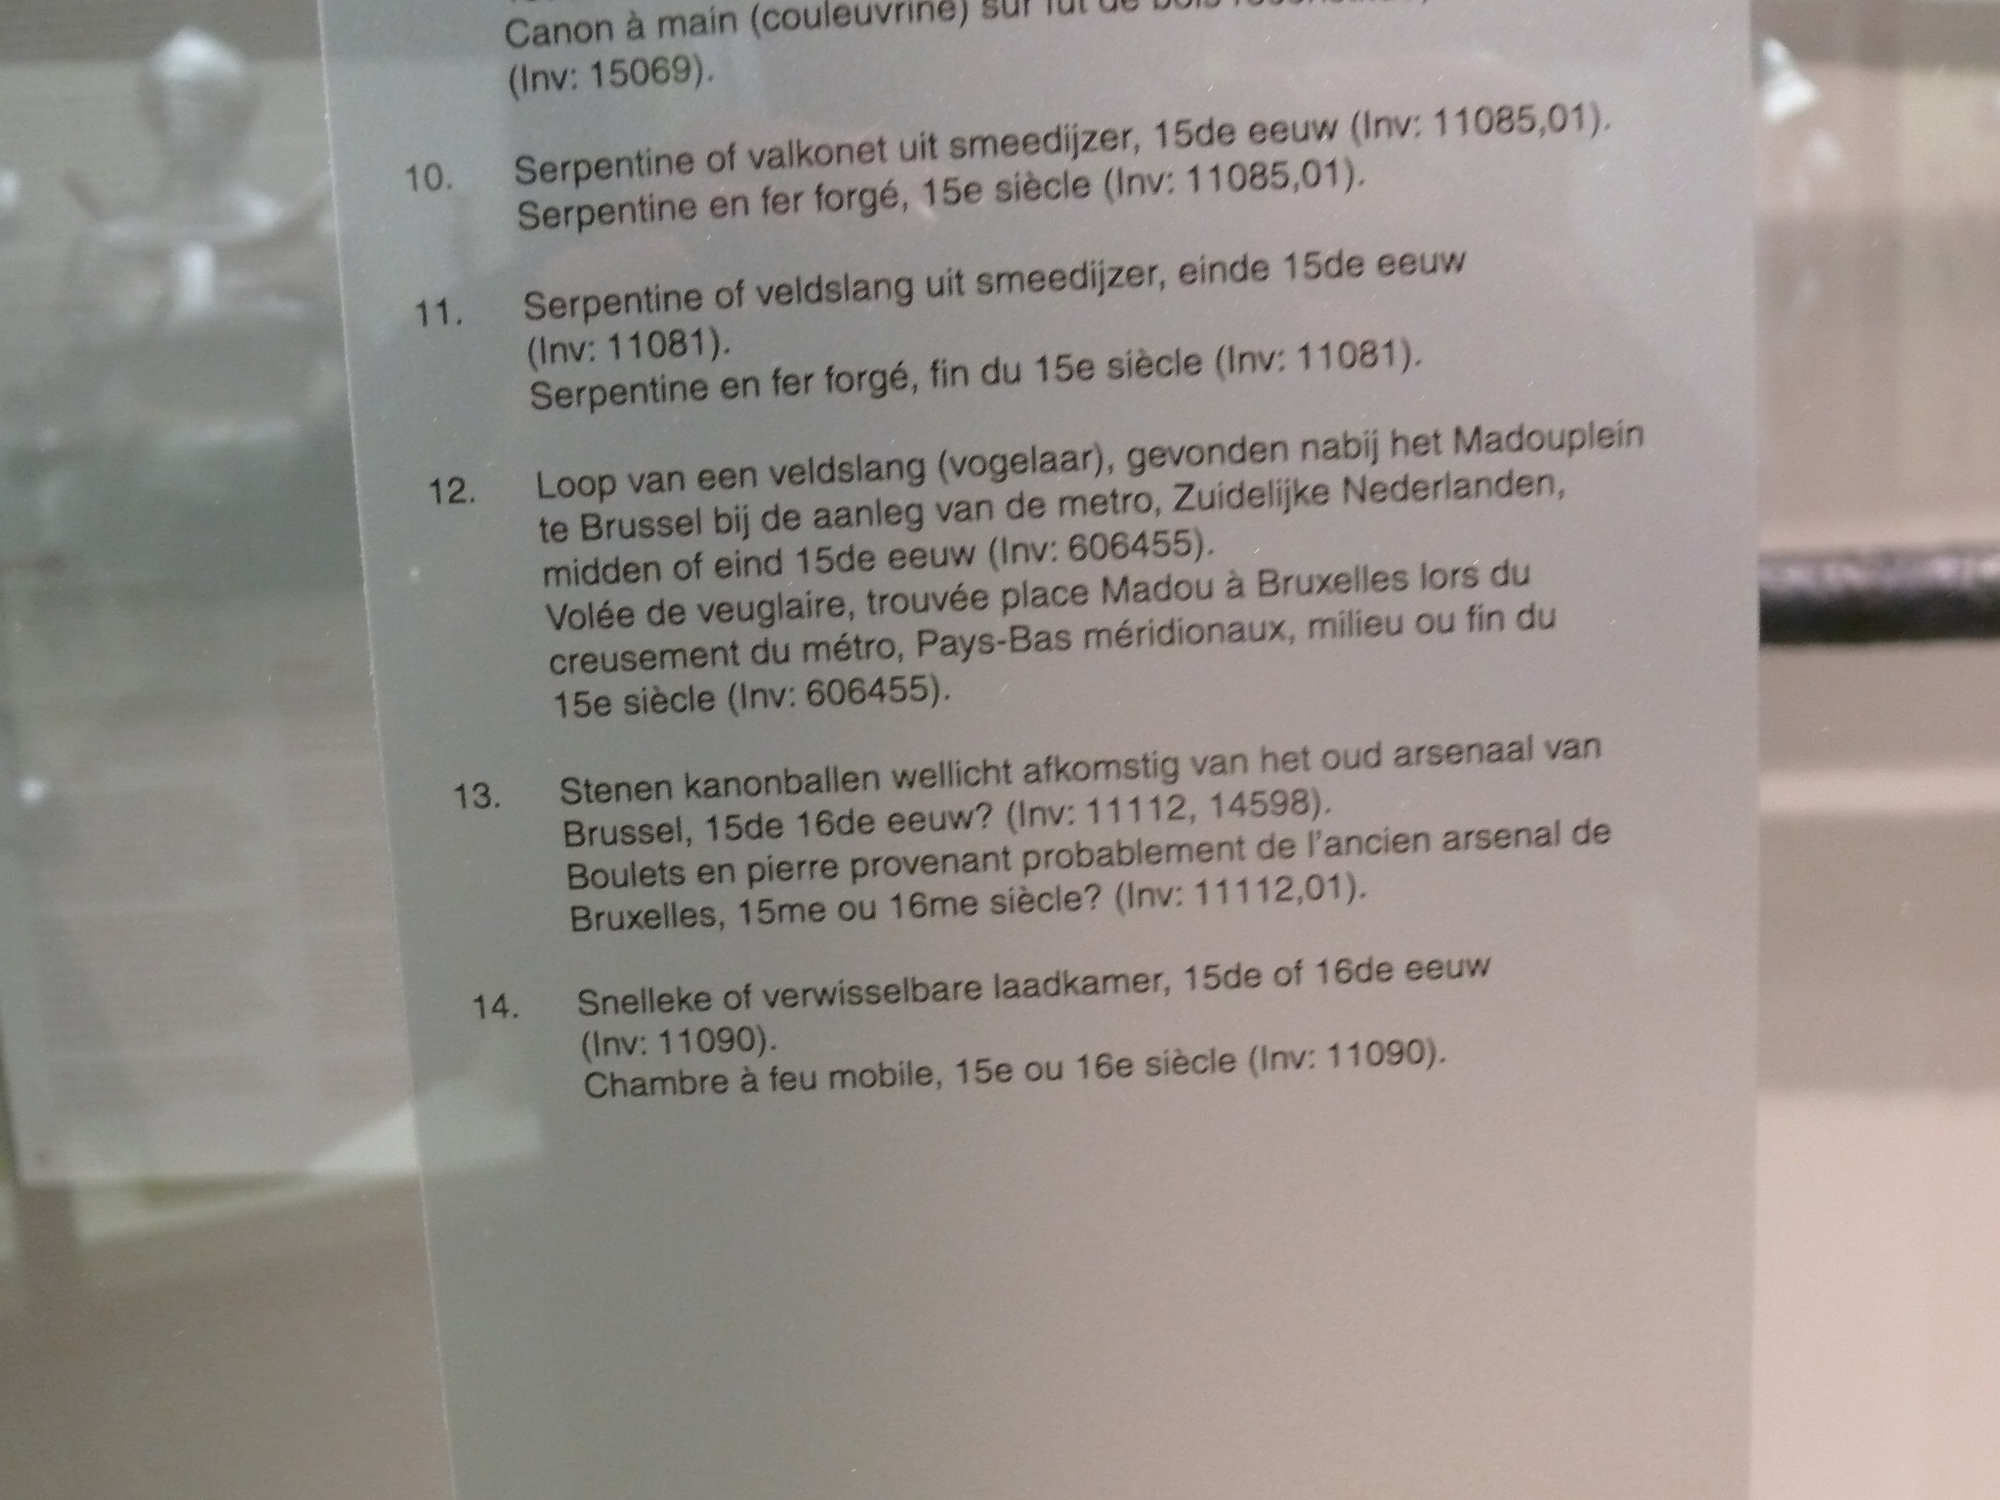 Canon à main (couleuvrine) sur fût de bois
(Inv: 15069).
10. Serpentine of valkonet uit smeedijzer, 15de eeuw (Inv: 11085,01).
Serpentine en fer forgé, 15e siècle (Inv: 11085,01).
11. Serpentine of veldslang uit smeedijzer, einde 15de eeuw
(Inv: 11081).
Serpentine en fer forgé, fin du 15e siècle (Inv: 11081).
12. Loop van een veldslang (vogelaar), gevonden nabij het Madouplein
te Brussel bij de aanleg van de metro, Zuidelijke Nederlanden,
midden of eind 15de eeuw (Inv: 606455).
Volée de veuglaire, trouvée place Madou à Bruxelles lors du
creusement du métro, Pays-Bas méridionaux, milieu ou fin du
15e siècle (Inv: 606455).
13. Stenen kanonballen wellicht afkomstig van het oud arsenaal van
Brussel, 15de 16de eeuw? (Inv: 11112, 14598).
Boulets en pierre provenant probablement de l'ancien arsenal de
Bruxelles, 15me ou 16me siècle? (Inv: 11112,01).
14. Snelleke of verwisselbare laadkamer, 15de of 16de eeuw
(Inv: 11090).
Chambre à feu mobile, 15e ou 16e siècle (Inv: 11090).